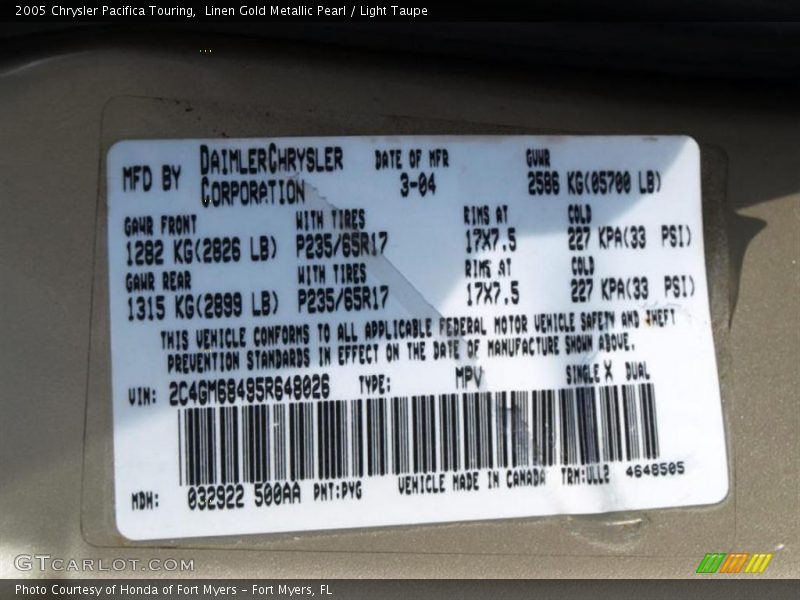 2005 Chrysler Pacifica Touring,  Linen Gold Metallic Pearl / Light Taupe
MFD BY DAIMLERCHRYSLER CORPORATION DATE OF MFR 3-04 GVWR 2586 KG(05700 LB)
GAWR FRONT WITH TIRES RIMS AT COLD
1282 KG(2826 LB) P235/65R17 17X7.5 227 KPA(33 PSI)
GAWR REAR WITH TIRES RIMS AT COLD
1315 KG(2899 LB) P235/65R17 17X7.5 227 KPA(33 PSI)
THIS VEHICLE CONFORMS TO ALL APPLICABLE FEDERAL MOTOR VEHICLE SAFETY AND THEFT
PREVENTION STANDARDS IN EFFECT ON THE DATE OF MANUFACTURE SHOWN ABOVE.
VIN: 2C4GM68495R648026 TYPE: MPV SINGLE X DUAL
MDH: 032922 500AA PNT:PVG VEHICLE MADE IN CANADA TRM:ULL2 4648505
GTCARLOT.COM
Photo Courtesy of Honda of Fort Myers – Fort Myers, FL